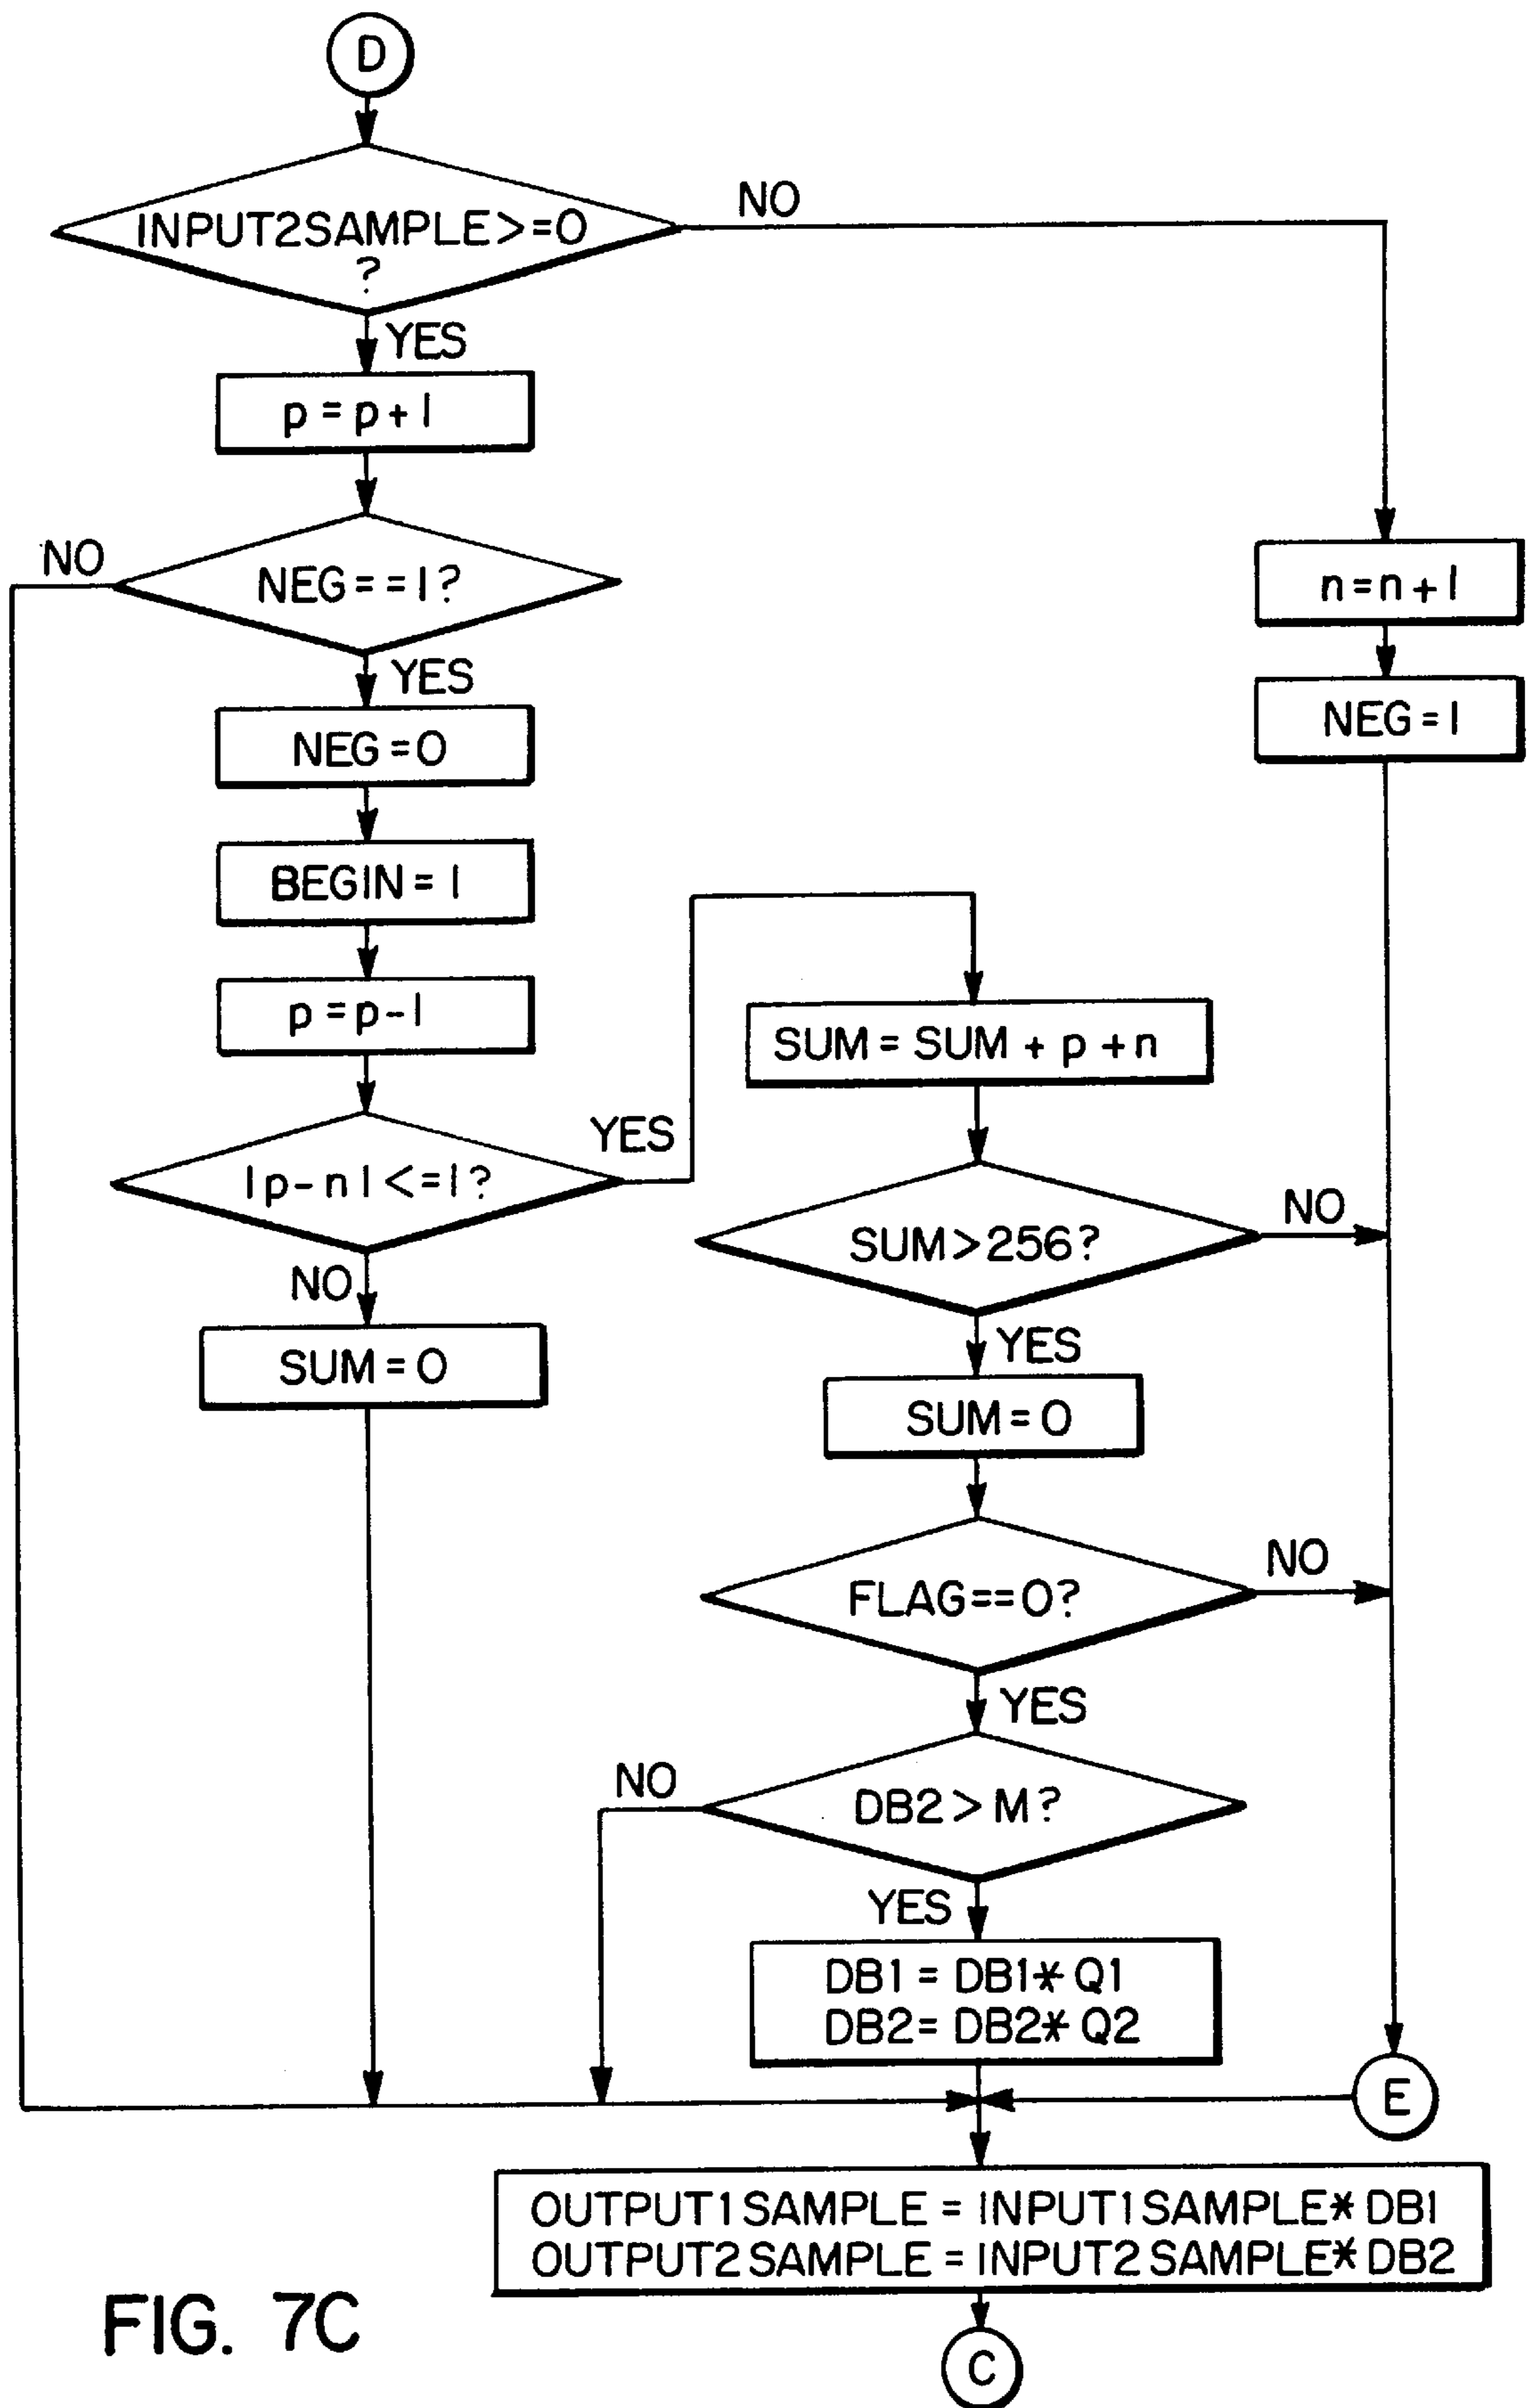 D
INPUT2SAMPLE>=0
?
NO
YES
p=p+1
NEG==1?
NO
YES
NEG=0
BEGIN=1
p=p-1
|p-n|<=1?
YES
NO
SUM=0
n=n+1
NEG=1
SUM=SUM+p+n
SUM>256?
NO
YES
SUM=0
FLAG==0?
NO
YES
DB2>M?
NO
YES
DB1=DB1*Q1
DB2=DB2*Q2
E
OUTPUT1SAMPLE=INPUT1SAMPLE*DB1
OUTPUT2SAMPLE=INPUT2SAMPLE*DB2
C
FIG. 7C